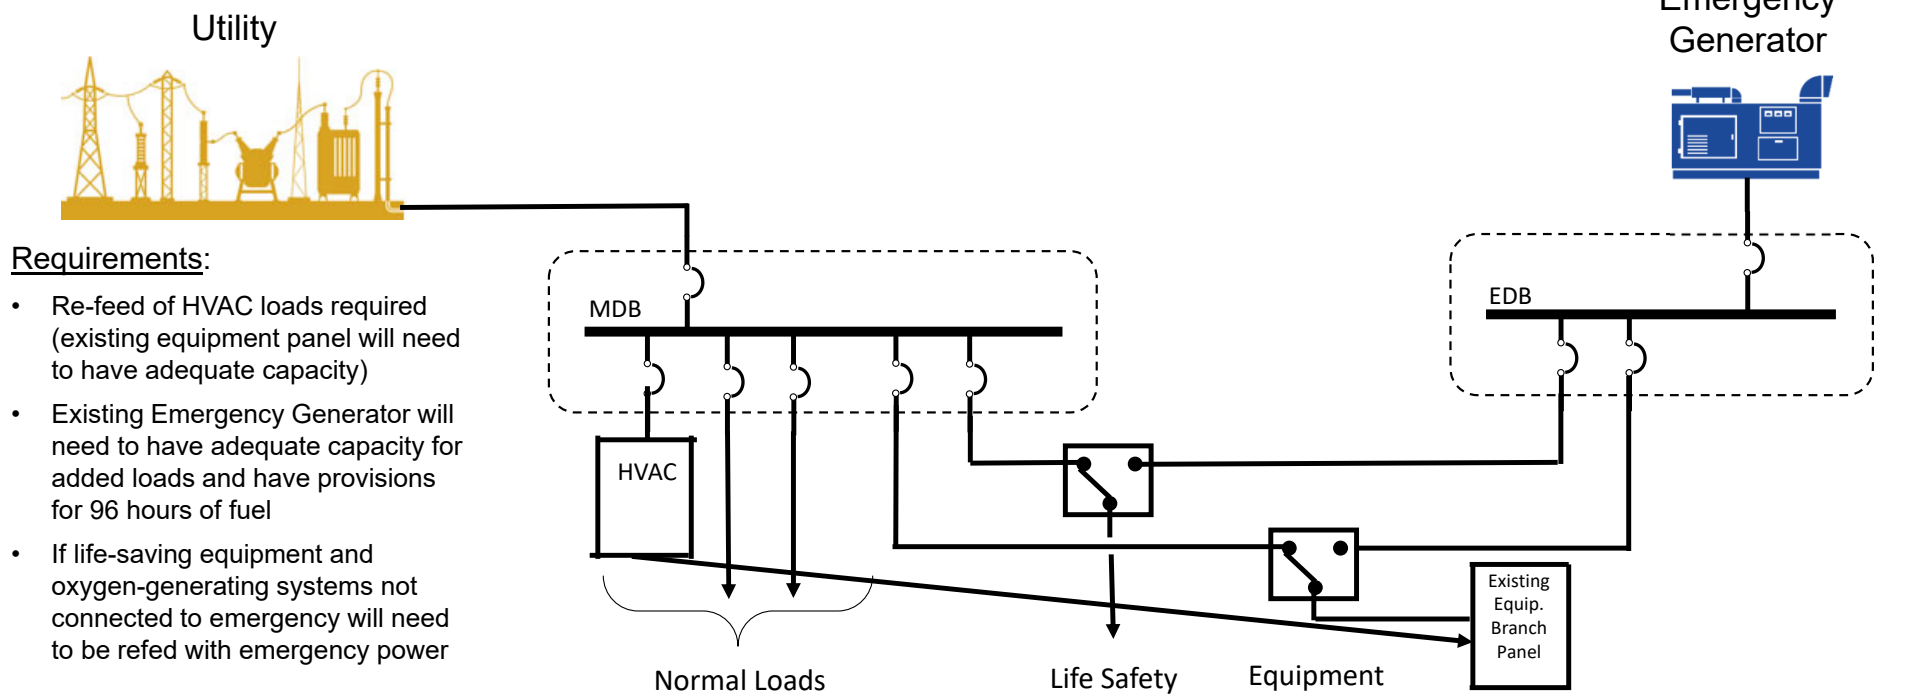 Utility
Emergency
Generator
Requirements:
• Re-feed of HVAC loads required
(existing equipment panel will need
to have adequate capacity)
• Existing Emergency Generator will
need to have adequate capacity for
added loads and have provisions
for 96 hours of fuel
• If life-saving equipment and
oxygen-generating systems not
connected to emergency will need
to be refed with emergency power
MDB
EDB
HVAC
Existing
Equip.
Branch
Panel
Normal Loads
Life Safety
Equipment